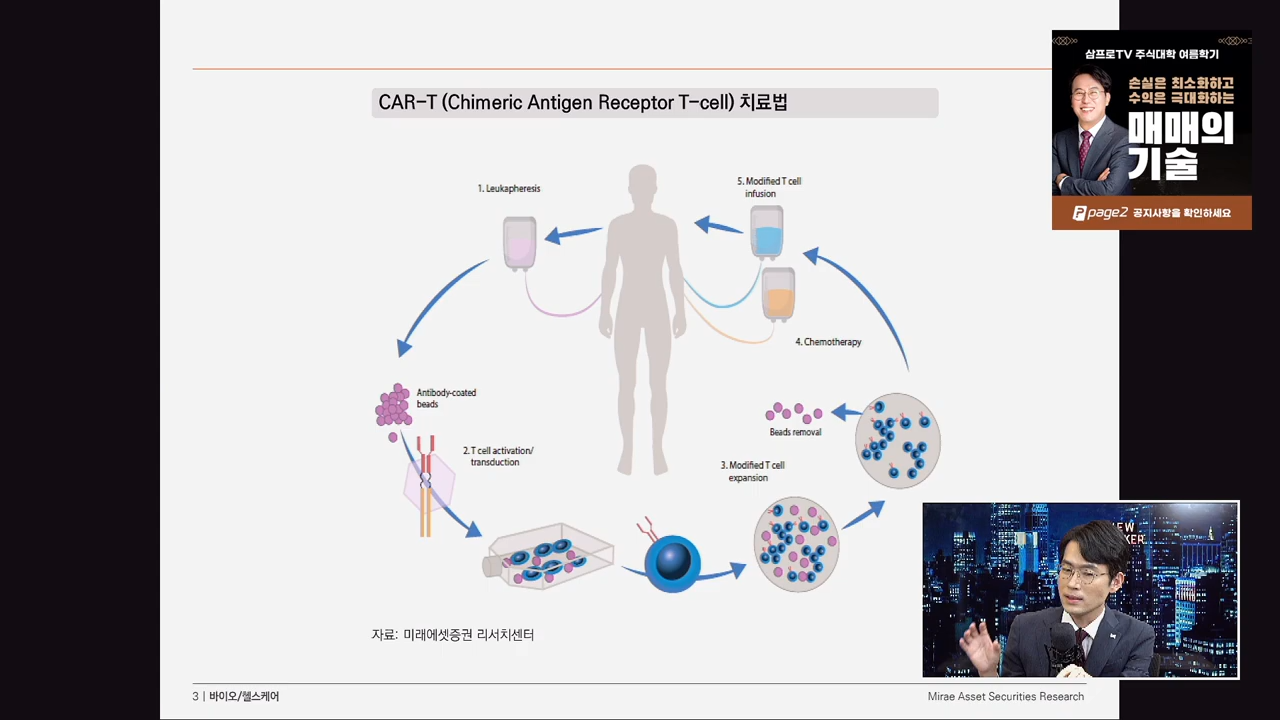 CAR-T (Chimeric Antigen Receptor T-cell) 치료법
1. Leukapheresis
5. Modified T cell
infusion
4. Chemotherapy
Antibody-coated
beads
2. T cell activation/
transduction
Beads removal
3. Modified T cell
expansion
자료: 미래에셋증권 리서치센터
3 | 바이오/헬스케어
Mirae Asset Securities Research
삼프로TV 주식대학 여름학기
손실은 최소화하고
수익은 극대화하는
매매의
기술
page2 공지사항을 확인하세요